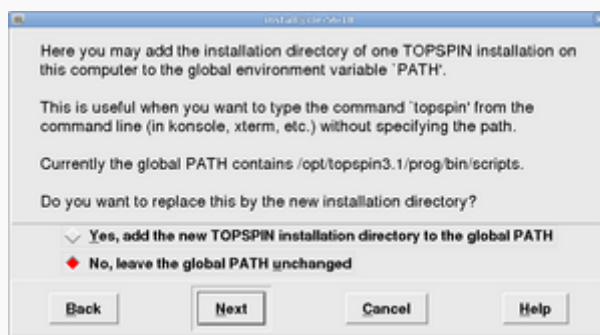 Here you may add the installation directory of one TOPSPIN installation on
this computer to the global environment variable `PATH'.
This is useful when you want to type the command `topspin' from the
command line (in konsole, xterm, etc.) without specifying the path.
Currently the global PATH contains /opt/topspin3.1/prog/bin/scripts.
Do you want to replace this by the new installation directory?
Yes, add the new TOPSPIN installation directory to the global PATH
No, leave the global PATH unchanged
Back Next Cancel Help